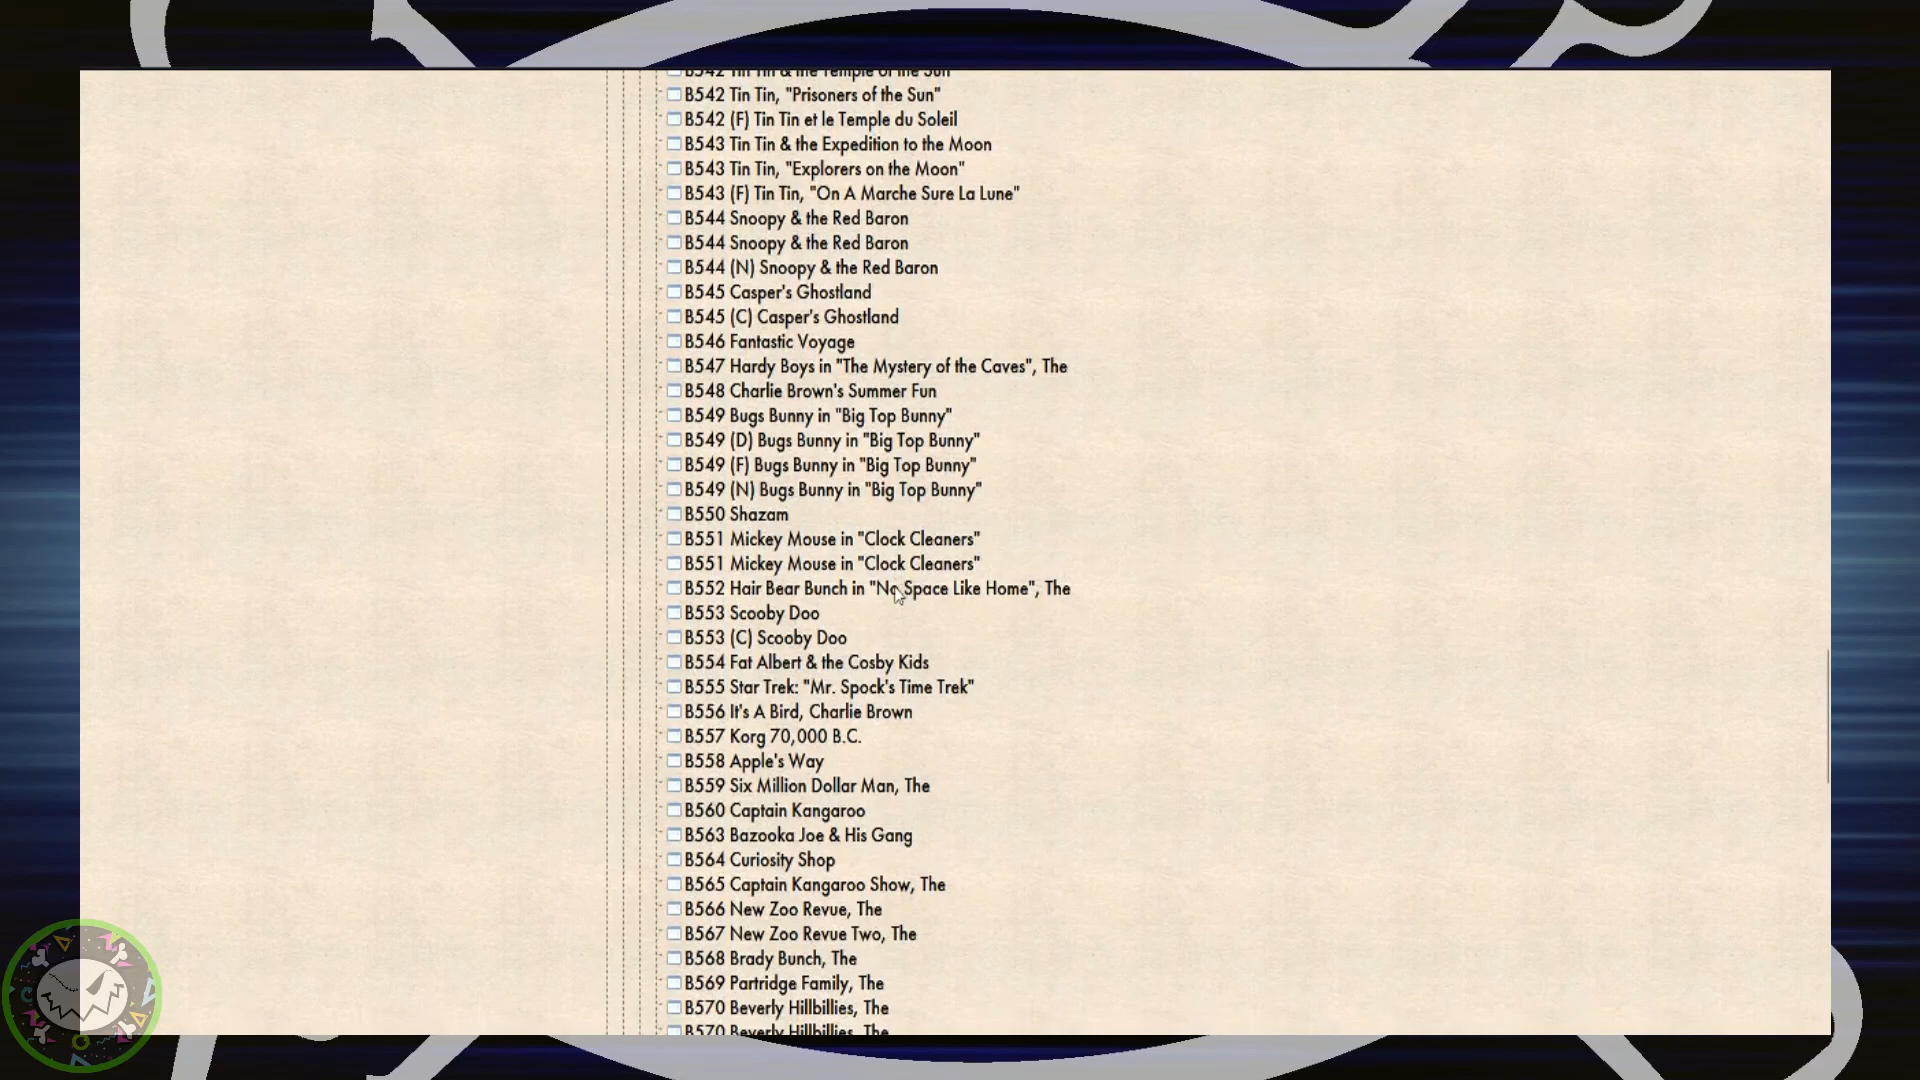 B542 Tin Tin & the Temple of the Sun
B542 Tin Tin, "Prisoners of the Sun"
B542 (F) Tin Tin et le Temple du Soleil
B543 Tin Tin & the Expedition to the Moon
B543 Tin Tin, "Explorers on the Moon"
B543 (F) Tin Tin, "On A Marche Sure La Lune"
B544 Snoopy & the Red Baron
B544 Snoopy & the Red Baron
B544 (N) Snoopy & the Red Baron
B545 Casper's Ghostland
B545 (C) Casper's Ghostland
B546 Fantastic Voyage
B547 Hardy Boys in "The Mystery of the Caves", The
B548 Charlie Brown's Summer Fun
B549 Bugs Bunny in "Big Top Bunny"
B549 (D) Bugs Bunny in "Big Top Bunny"
B549 (F) Bugs Bunny in "Big Top Bunny"
B549 (N) Bugs Bunny in "Big Top Bunny"
B550 Shazam
B551 Mickey Mouse in "Clock Cleaners"
B551 Mickey Mouse in "Clock Cleaners"
B552 Hair Bear Bunch in "No Space Like Home", The
B553 Scooby Doo
B553 (C) Scooby Doo
B554 Fat Albert & the Cosby Kids
B555 Star Trek: "Mr. Spock's Time Trek"
B556 It's A Bird, Charlie Brown
B557 Korg 70,000 B.C.
B558 Apple's Way
B559 Six Million Dollar Man, The
B560 Captain Kangaroo
B563 Bazooka Joe & His Gang
B564 Curiosity Shop
B565 Captain Kangaroo Show, The
B566 New Zoo Revue, The
B567 New Zoo Revue Two, The
B568 Brady Bunch, The
B569 Partridge Family, The
B570 Beverly Hillbillies, The
B570 Beverly Hillbillies, The